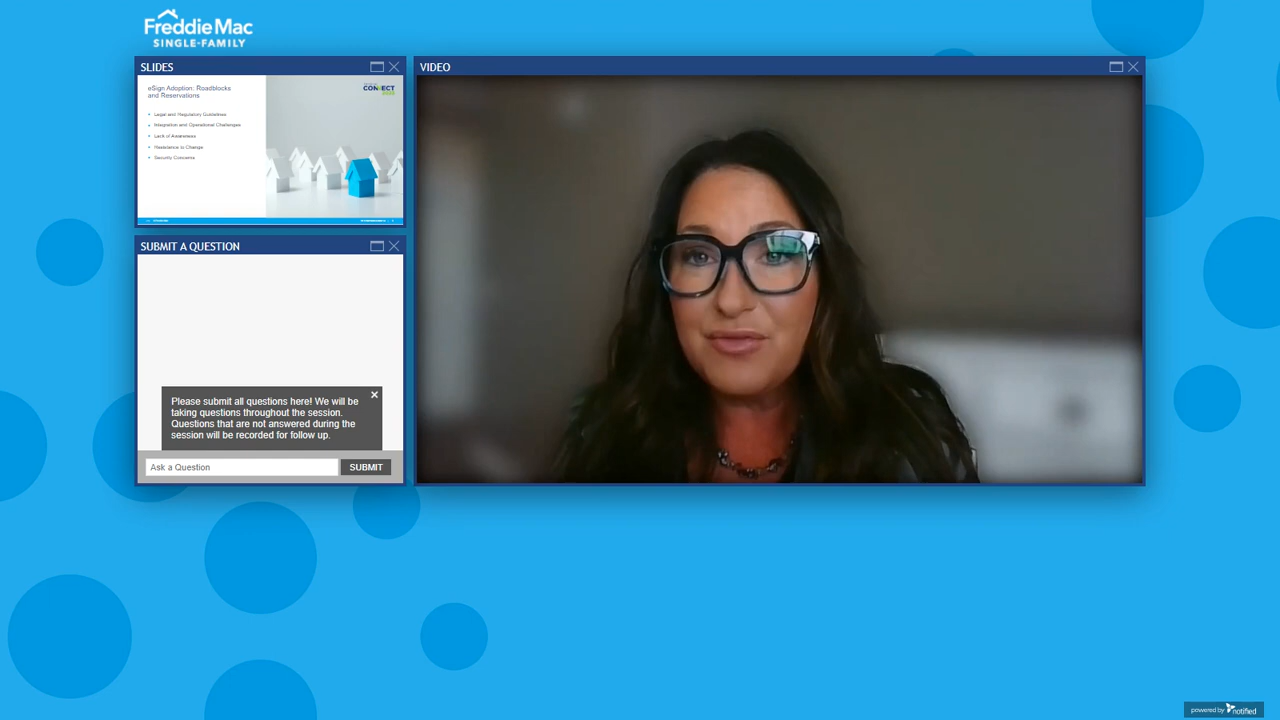 Freddie Mac
SINGLE-FAMILY
SLIDES
eSign Adoption: Roadblocks
and Reservations
CONNECT
Legal and Regulatory Guidelines
Integration and Operational Challenges
Lack of Awareness
Resistance to Change
Security Concerns
VIDEO
SUBMIT A QUESTION
Please submit all questions here! We will be
taking questions throughout the session.
Questions that are not answered during the
session will be recorded for follow up.
Ask a Question
SUBMIT
powered by notified